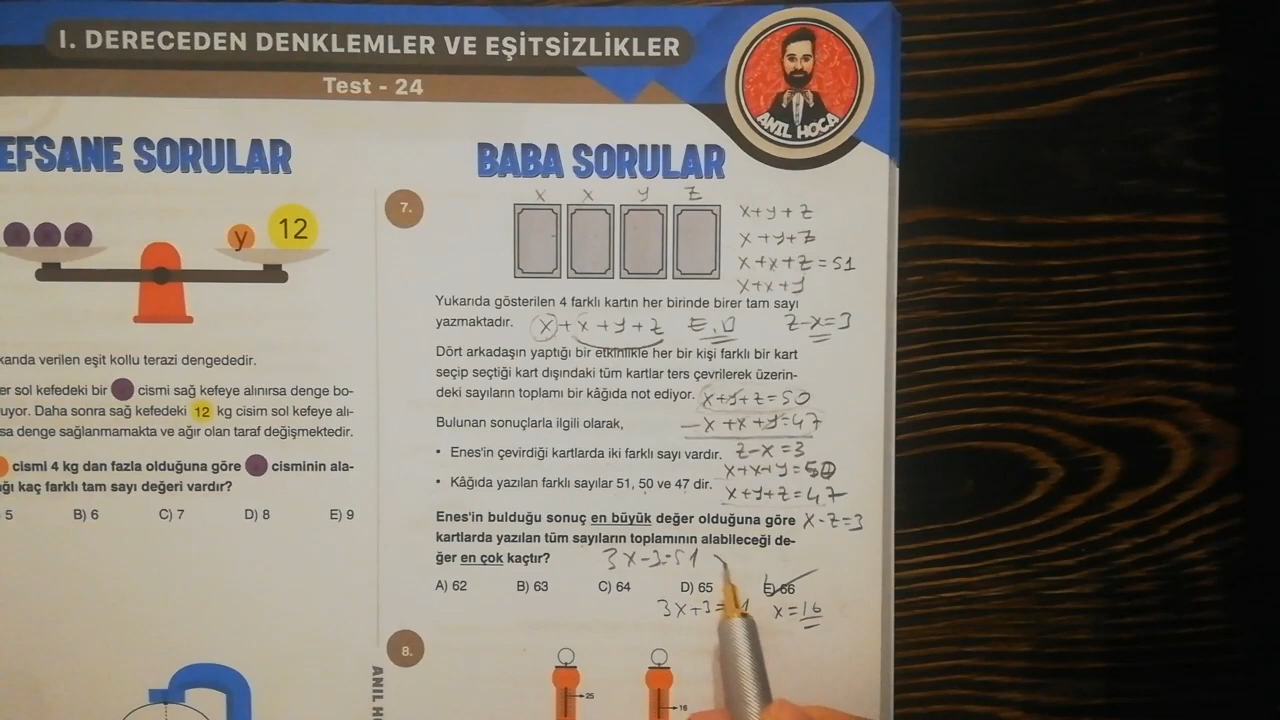 I. DERECEDEN DENKLEMLER VE EŞİTSİZLİKLER
Test - 24
ANIL HOCA
EFSANE SORULAR
y 12
kanda verilen eşit kollu terazi dengededir.
er sol kefedeki bir cismi sağ kefeye alınırsa denge bo-
uyor. Daha sonra sağ kefedeki 12 kg cisim sol kefeye alı-
sa denge sağlanmamakta ve ağır olan taraf değişmektedir.
cismi 4 kg dan fazla olduğuna göre cisminin ala-
ğı kaç farklı tam sayı değeri vardır?
5 B) 6 C) 7 D) 8 E) 9
BABA SORULAR
7.
X X Y Z
X+y+z
X+y+z
X+X+z=51
X+X+y
Yukarıda gösterilen 4 farklı kartın her birinde birer tam sayı
yazmaktadır.
X+X+y+z E.B z-x=3
Dört arkadaşın yaptığı bir etkinlikte her bir kişi farklı bir kart
seçip seçtiği kart dışındaki tüm kartlar ters çevrilerek üzerin-
deki sayıların toplamı bir kâğıda not ediyor.
x+y+z=50
Bulunan sonuçlarla ilgili olarak,
-x+x+y=47
• Enes'in çevirdiği kartlarda iki farklı sayı vardır.
z-x=3
x+x+y=50
• Kâğıda yazılan farklı sayılar 51, 50 ve 47 dir.
x+y+z=47
Enes'in bulduğu sonuç en büyük değer olduğuna göre
x-z=3
kartlarda yazılan tüm sayıların toplamının alabileceği de-
ğer en çok kaçtır?
3x-3=51
A) 62 B) 63 C) 64 D) 65 E) 66
x=16
8.
25
16